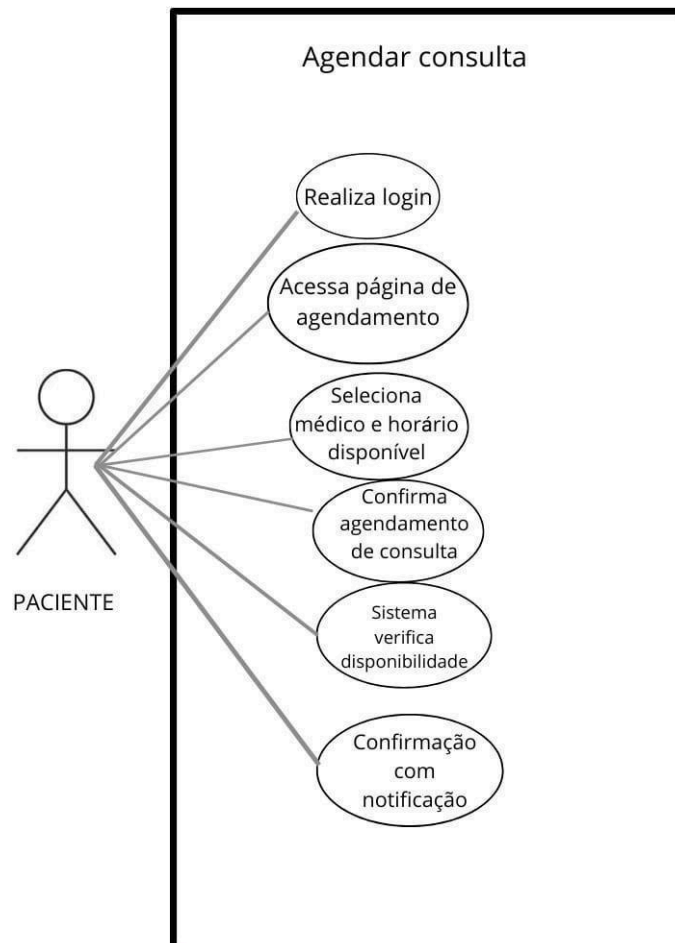 Agendar consulta
Realiza login
Acessa página de
agendamento
Seleciona
médico e horário
disponível
Confirma
agendamento
de consulta
PACIENTE
Sistema
verifica
disponibilidade
Confirmação
com
notificação